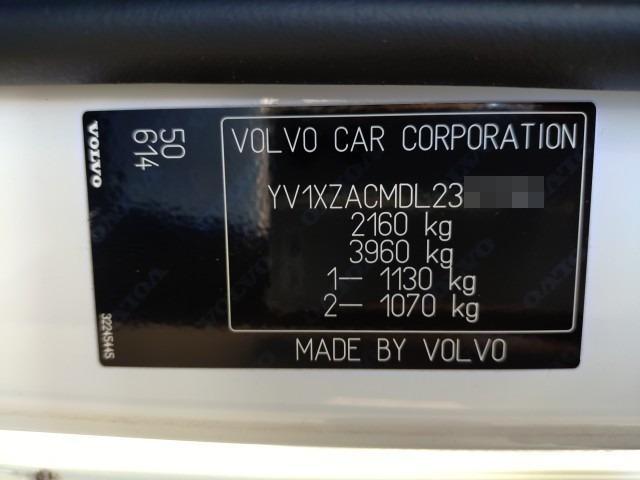 VOLVO
50
614
32245445
VOLVO CAR CORPORATION
YV1XZACMDL23
2160 kg
3960 kg
1– 1130 kg
2– 1070 kg
MADE BY VOLVO